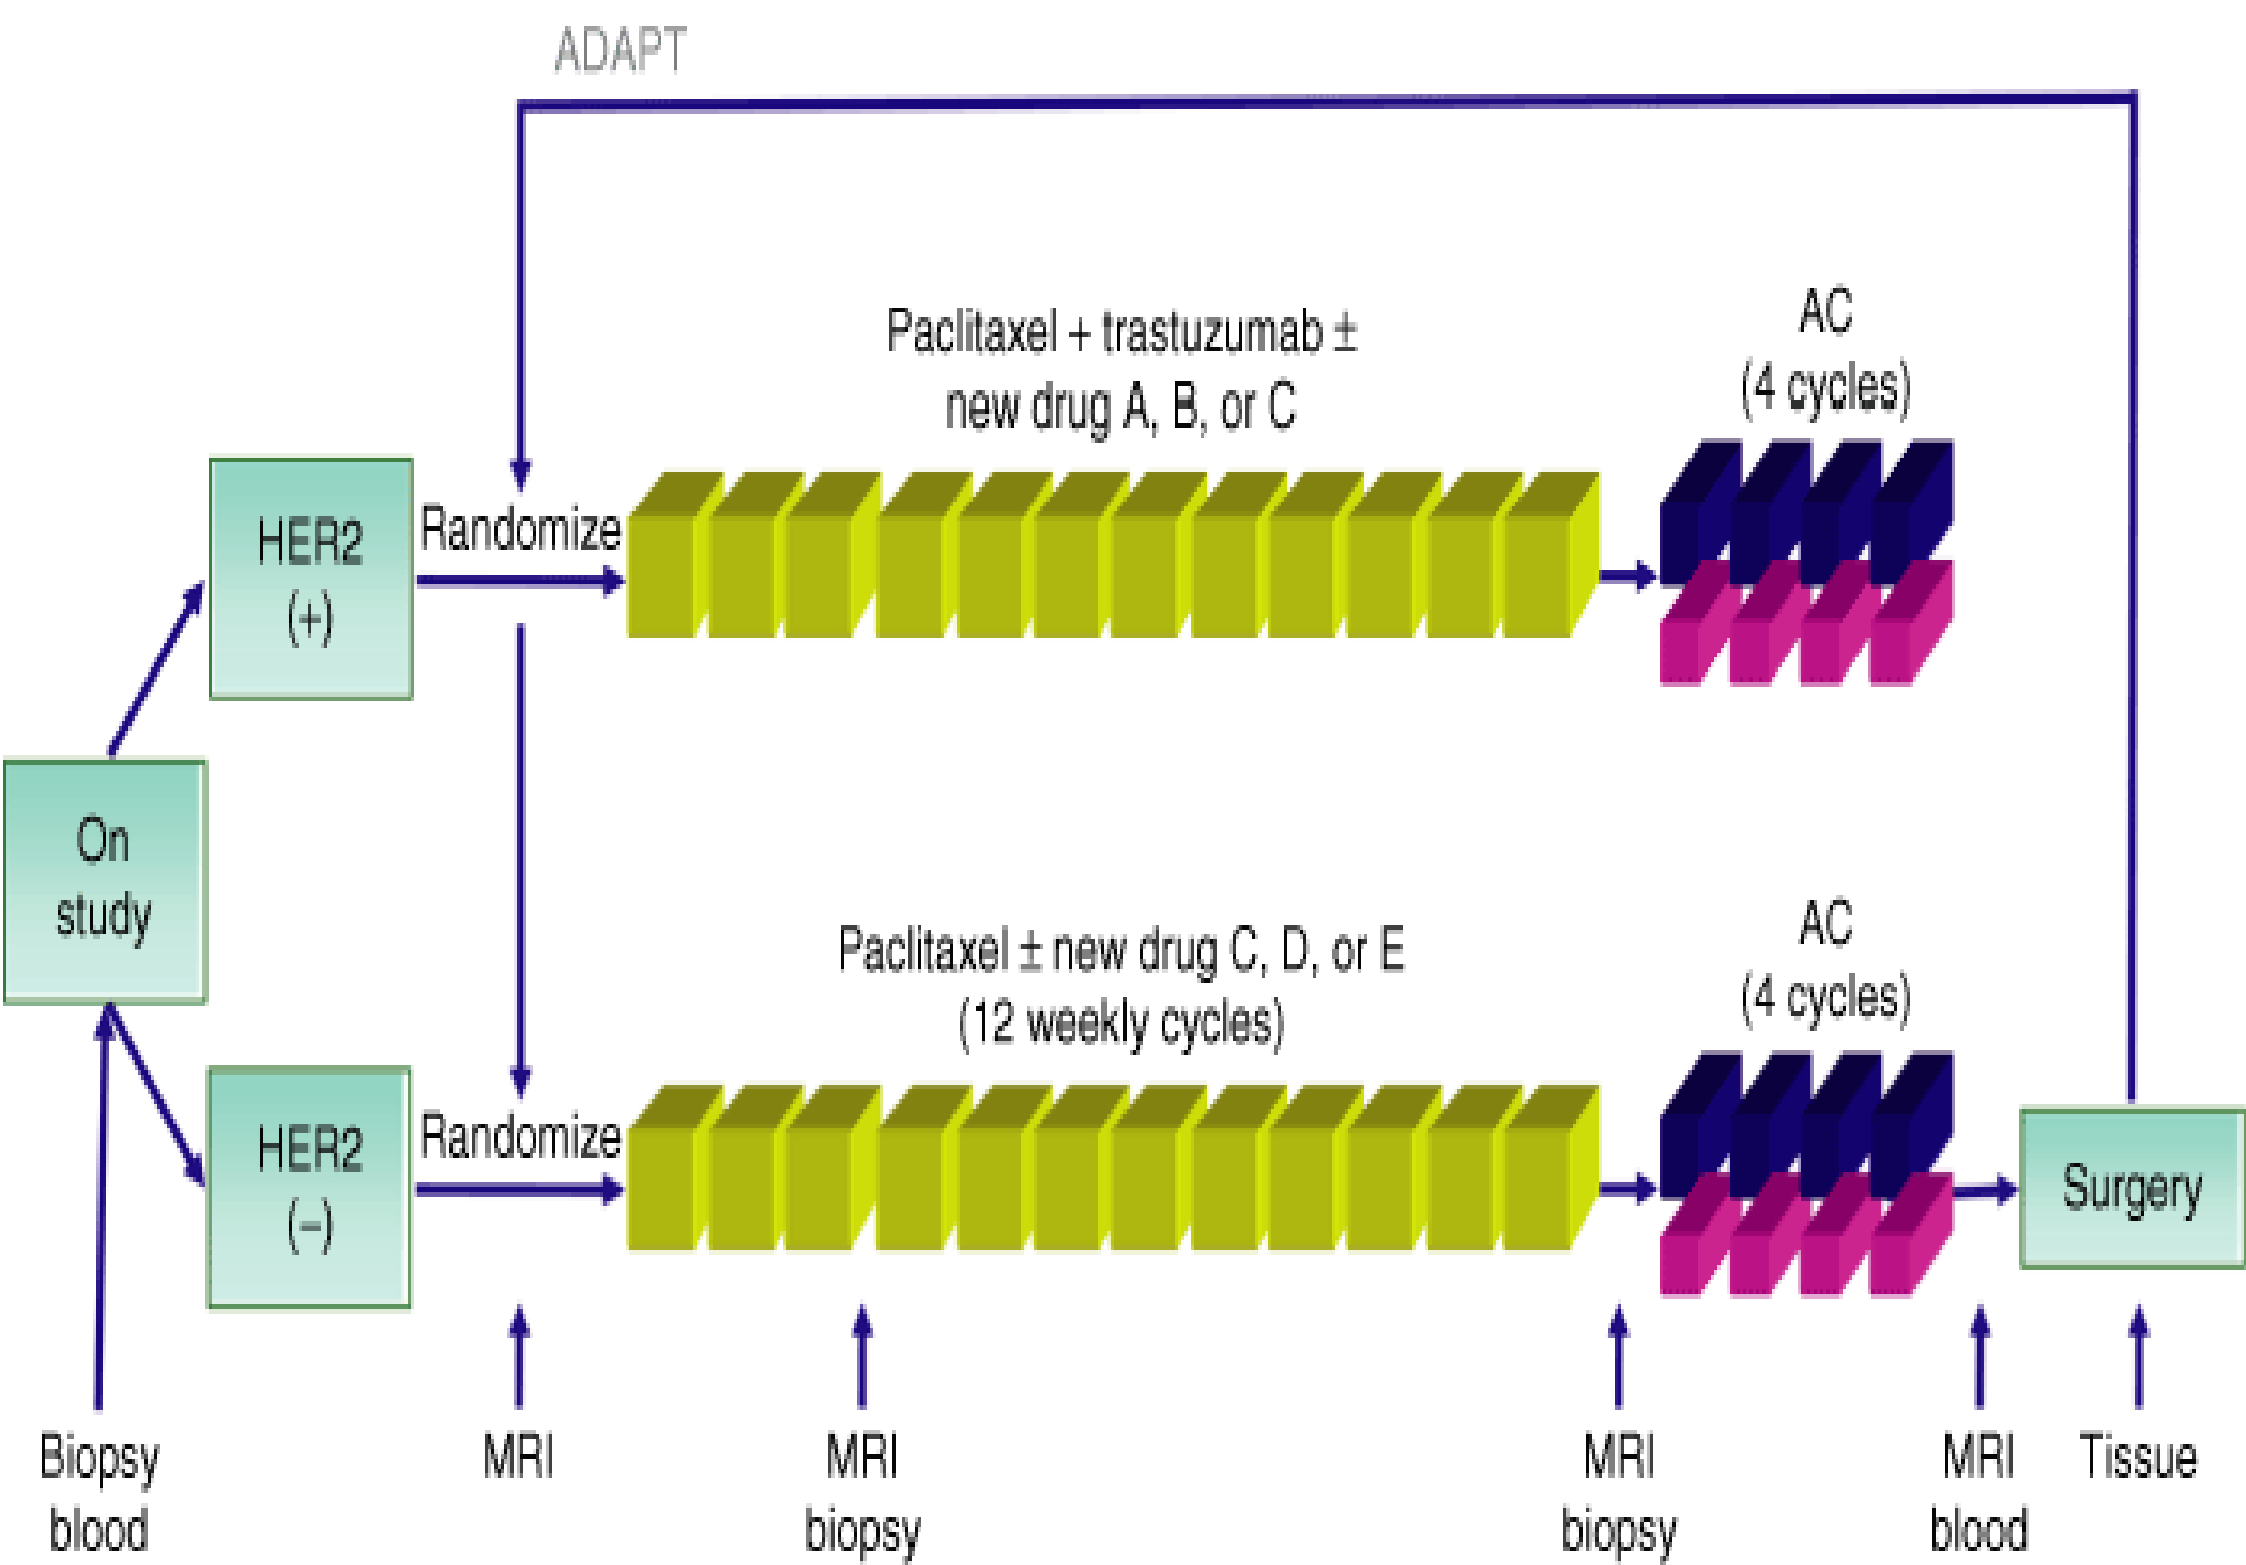 ADAPT
Paclitaxel + trastuzumab ±
new drug A, B, or C
AC
(4 cycles)
HER2
(+)
Randomize
On
study
Paclitaxel ± new drug C, D, or E
(12 weekly cycles)
AC
(4 cycles)
HER2
(–)
Randomize
Surgery
Biopsy
blood
MRI
MRI
biopsy
MRI
biopsy
MRI
blood
Tissue